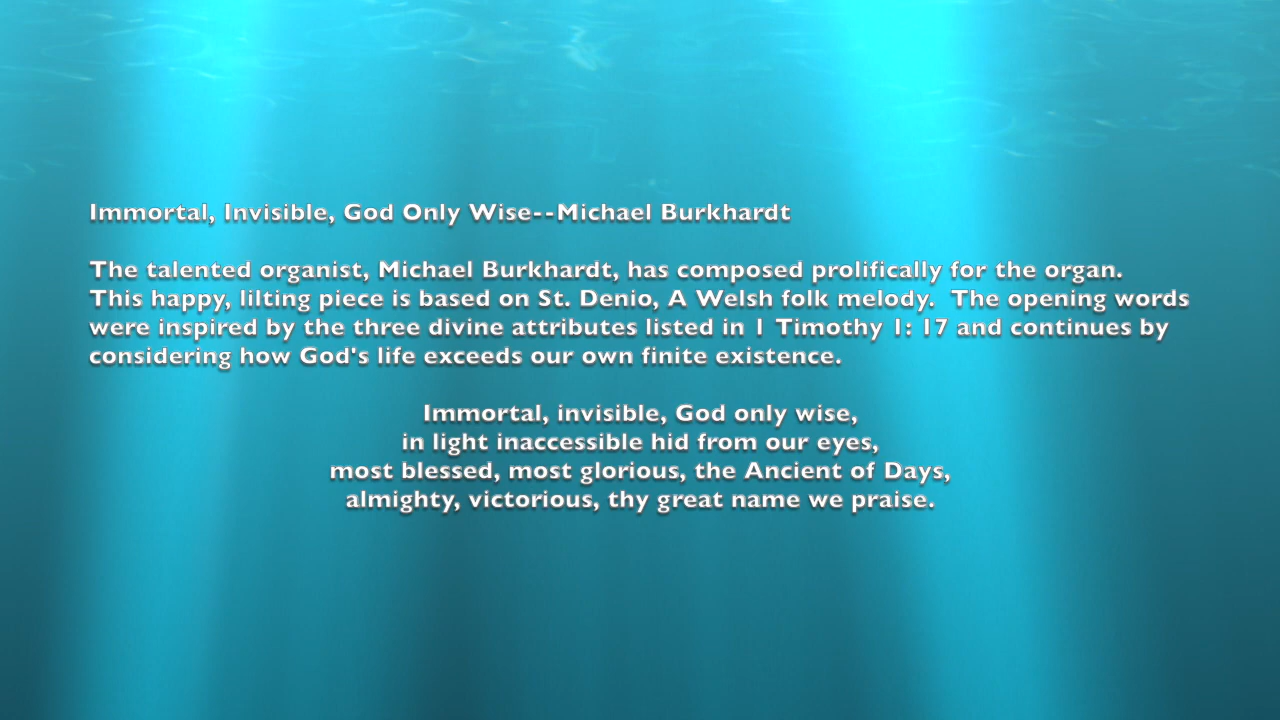 Immortal, Invisible, God Only Wise--Michael Burkhardt
The talented organist, Michael Burkhardt, has composed prolifically for the organ.
This happy, lilting piece is based on St. Denio, A Welsh folk melody.  The opening words
were inspired by the three divine attributes listed in 1 Timothy 1: 17 and continues by
considering how God's life exceeds our own finite existence.
Immortal, invisible, God only wise,
in light inaccessible hid from our eyes,
most blessed, most glorious, the Ancient of Days,
almighty, victorious, thy great name we praise.